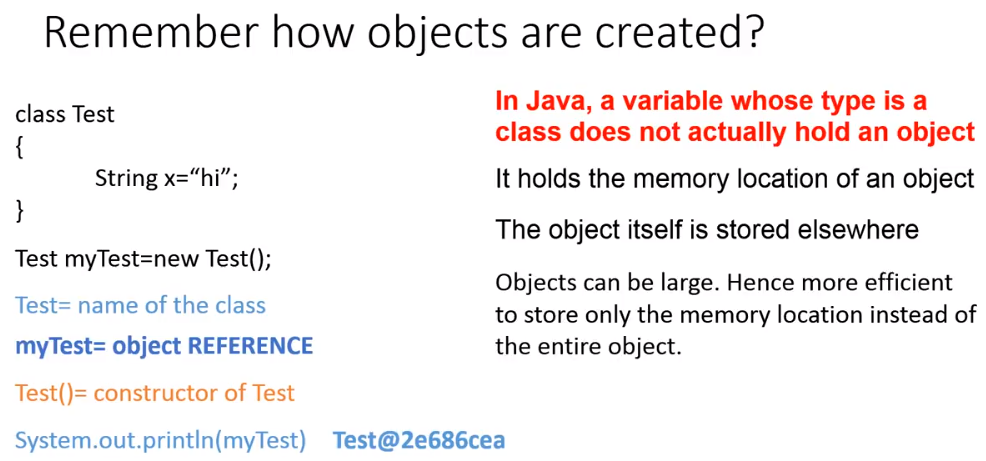 Remember how objects are created?
class Test
{
String x=“hi”;
}
Test myTest=new Test();
Test= name of the class
myTest= object REFERENCE
Test()= constructor of Test
System.out.println(myTest) Test@2e686cea
In Java, a variable whose type is a
class does not actually hold an object
It holds the memory location of an object
The object itself is stored elsewhere
Objects can be large. Hence more efficient
to store only the memory location instead of
the entire object.